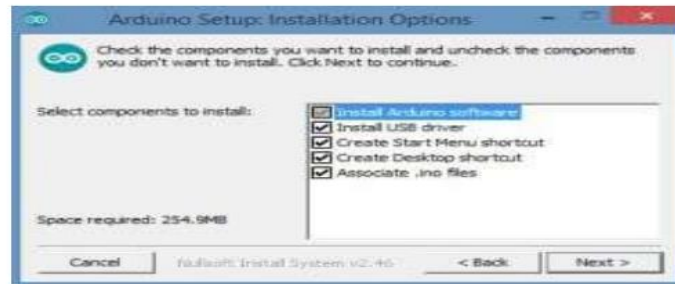 Arduino Setup: Installation Options
Check the components you want to install and uncheck the components
you don't want to install. Click Next to continue.
Select components to install:
Install Arduino software
Install USB driver
Create Start Menu shortcut
Create Desktop shortcut
Associate .ino files
Space required: 254.9MB
Cancel
Nullsoft Install System v2.46
< Back
Next >